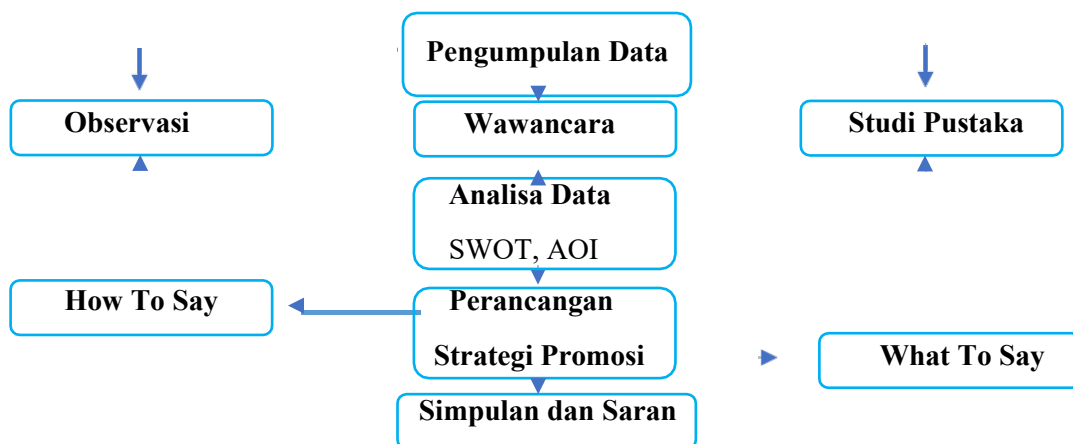 Pengumpulan Data
Observasi
Wawancara
Studi Pustaka
Analisa Data
SWOT, AOI
How To Say
Perancangan
Strategi Promosi
What To Say
Simpulan dan Saran